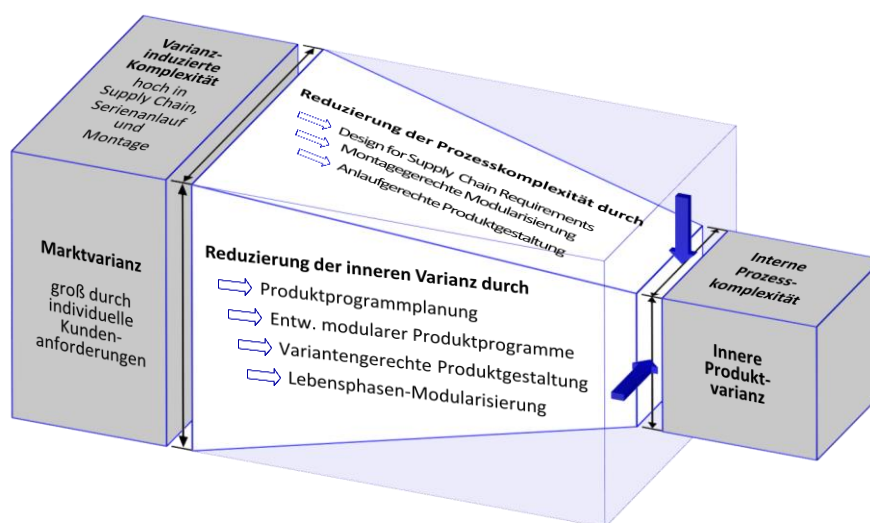 Varianz-
induzierte
Komplexität
hoch in
Supply Chain,
Serienanlauf
und
Montage
Marktvarianz
groß durch
individuelle
Kunden-
anforderungen
Reduzierung der Prozesskomplexität durch
Design for Supply Chain Requirements
Montagegerechte Modularisierung
Anlaufgerechte Produktgestaltung
Reduzierung der inneren Varianz durch
Produktprogrammplanung
Entw. modularer Produktprogramme
Variantengerechte Produktgestaltung
Lebensphasen-Modularisierung
Interne
Prozess-
komplexität
Innere
Produkt-
varianz